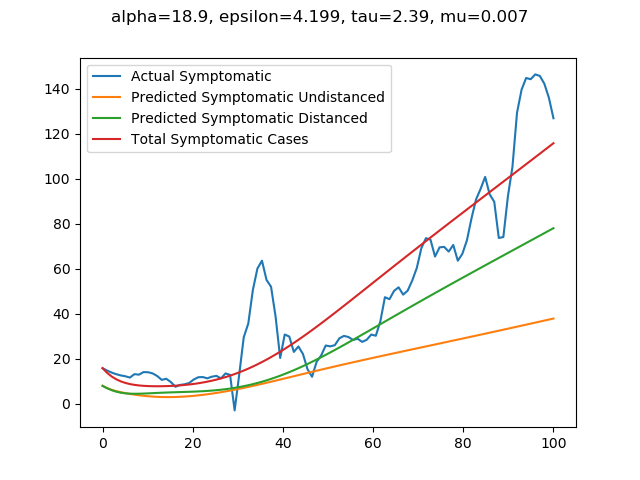 alpha=18.9, epsilon=4.199, tau=2.39, mu=0.007
Actual Symptomatic
Predicted Symptomatic Undistanced
Predicted Symptomatic Distanced
Total Symptomatic Cases
140
120
100
80
60
40
20
0
0 20 40 60 80 100